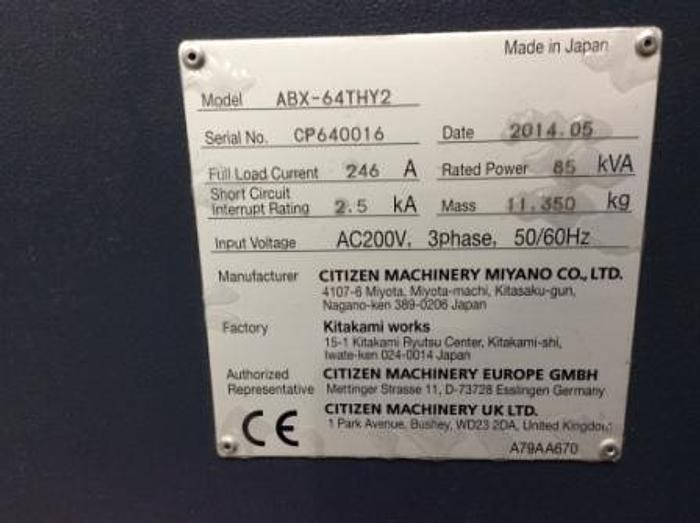 Made in Japan
Model ABX-64THY2
Serial No. CP640016 Date 2014.05
Full Load Current 246 A Rated Power 85 kVA
Short Circuit
Interrupt Rating 2.5 kA Mass 11,350 kg
Input Voltage AC200V, 3phase, 50/60Hz
Manufacturer CITIZEN MACHINERY MIYANO CO., LTD.
4107-6 Miyota, Miyota-machi, Kitasaku-gun,
Nagano-ken 389-0206 Japan
Factory Kitakami works
15-1 Kitakami Ryutsu Center, Kitakami-shi,
Iwate-ken 024-0014 Japan
Authorized CITIZEN MACHINERY EUROPE GMBH
Representative Mettinger Strasse 11, D-73728 Esslingen Germany
CITIZEN MACHINERY UK LTD.
1 Park Avenue, Bushey, WD23 2DA, United Kingdom
CE
A79AA670